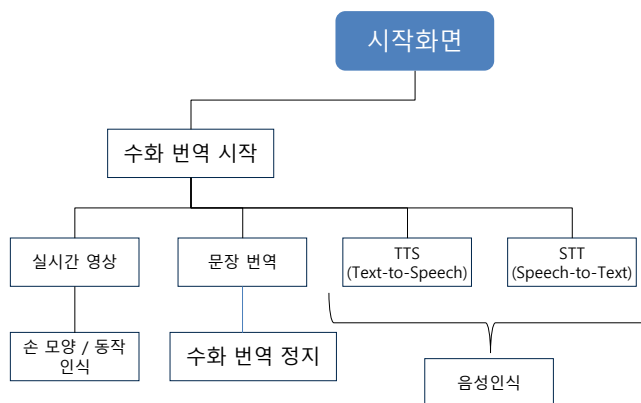 시작화면
수화 번역 시작
실시간 영상
문장 번역
TTS
(Text-to-Speech)
STT
(Speech-to-Text)
손 모양 / 동작
인식
수화 번역 정지
음성인식